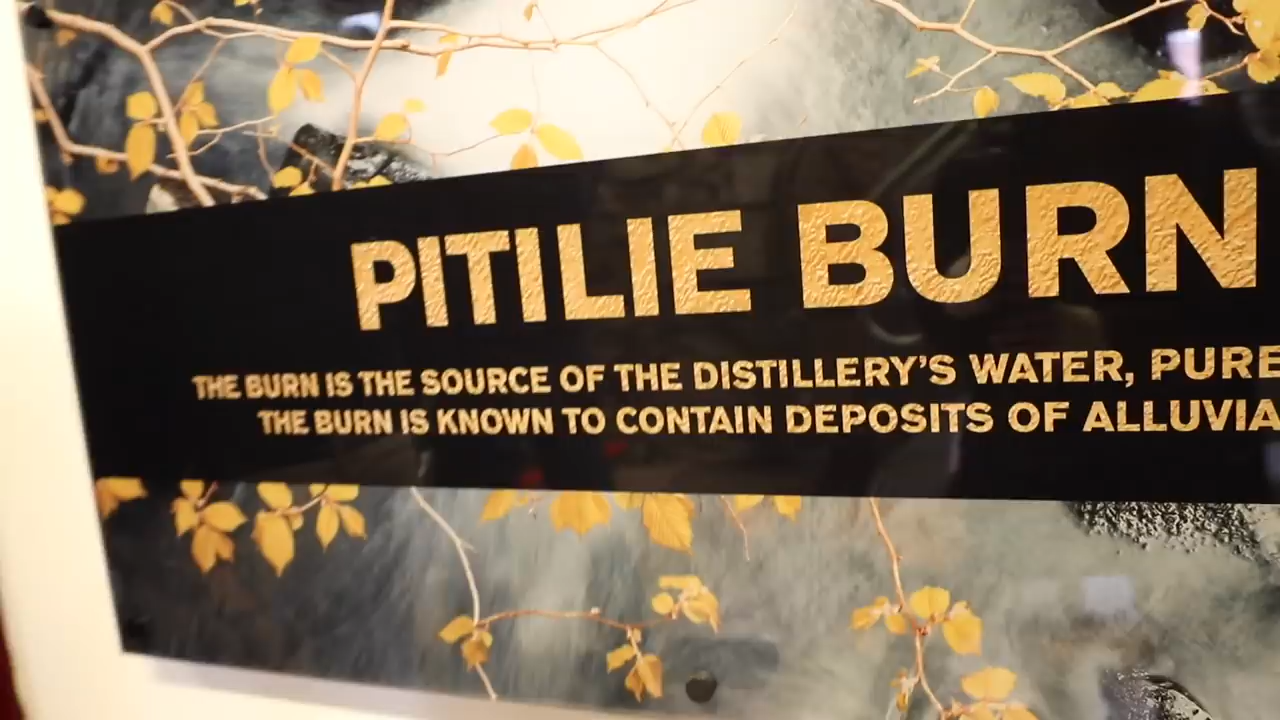 PITILIE BURN
THE BURN IS THE SOURCE OF THE DISTILLERY'S WATER, PURE
THE BURN IS KNOWN TO CONTAIN DEPOSITS OF ALLUVIA